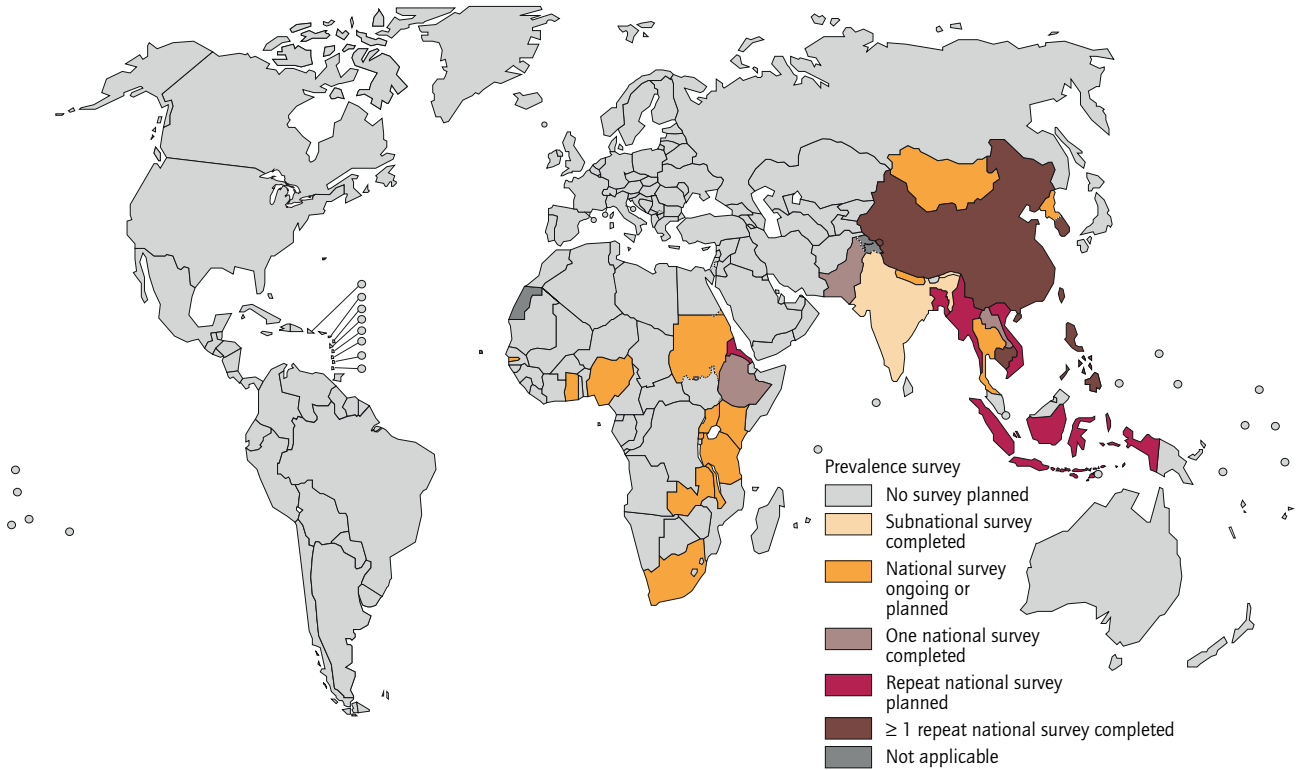 Prevalence survey
No survey planned
Subnational survey
completed
National survey
ongoing or
planned
One national survey
completed
Repeat national survey
planned
≥ 1 repeat national survey completed
Not applicable